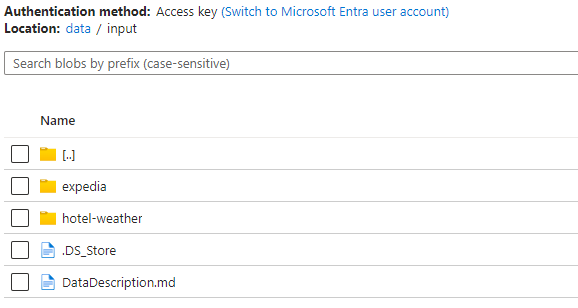 Authentication method: Access key (Switch to Microsoft Entra user account)
Location: data / input
Search blobs by prefix (case-sensitive)
Name
[..]
expedia
hotel-weather
.DS_Store
DataDescription.md